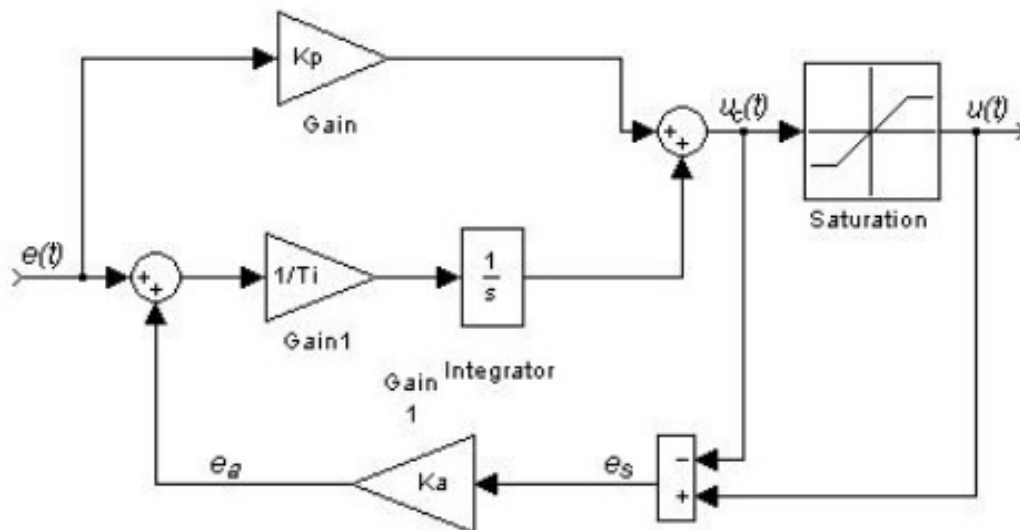 Kp
Gain
+
+
u_c(t)
u(t)
Saturation
e(t)
+
+
1/Ti
1
s
Gain1
Integrator
Gain
1
e_a
Ka
e_s
−
+